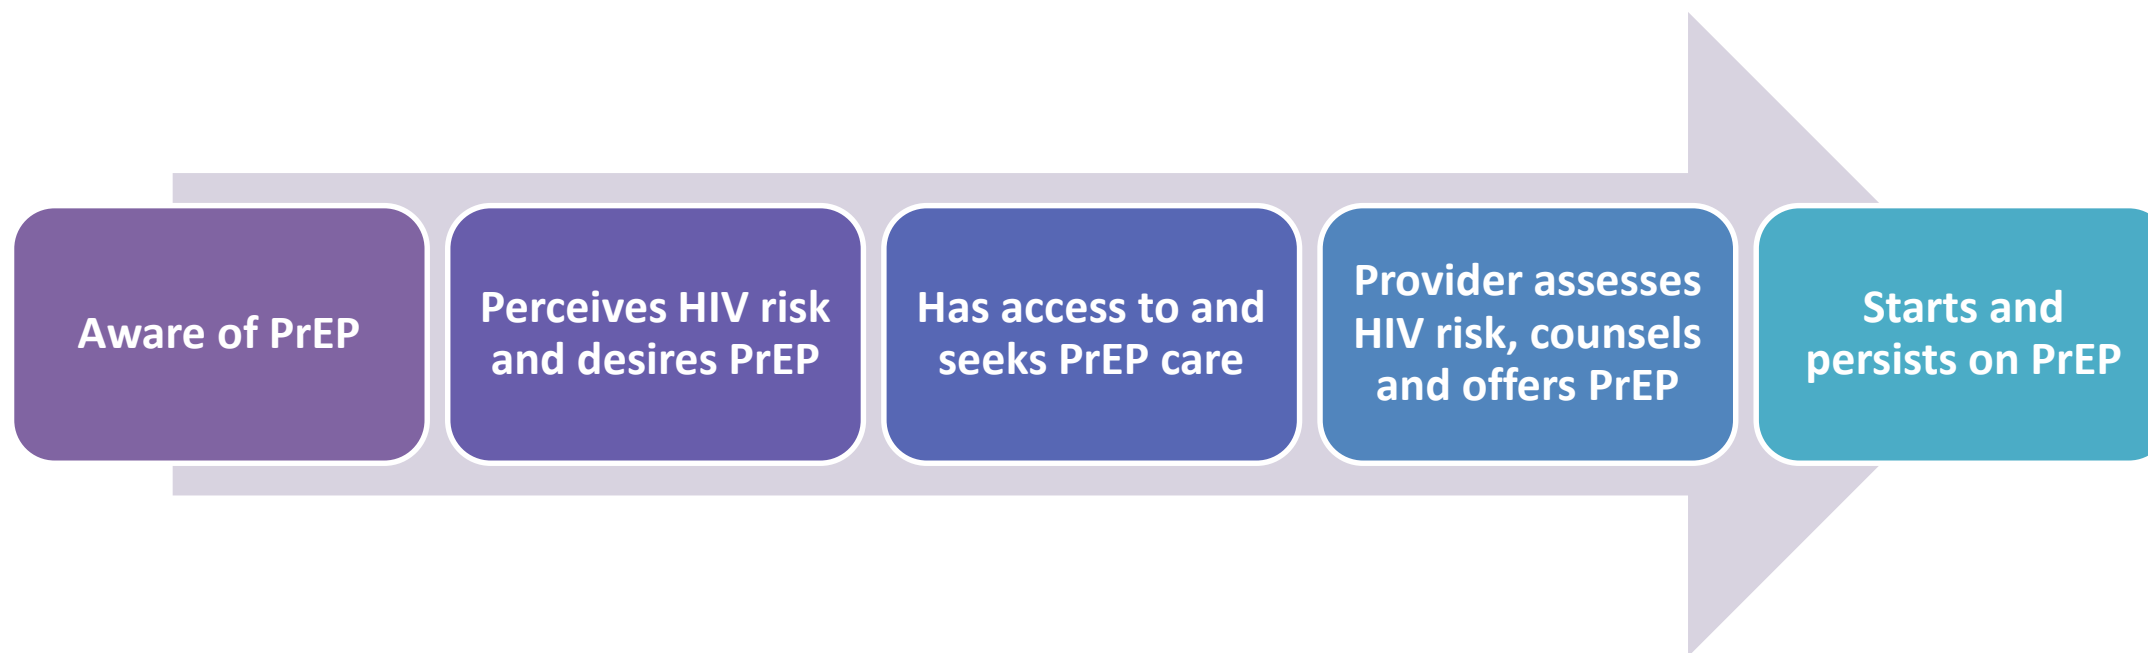 Aware of PrEP
Perceives HIV risk
and desires PrEP
Has access to and
seeks PrEP care
Provider assesses
HIV risk, counsels
and offers PrEP
Starts and
persists on PrEP